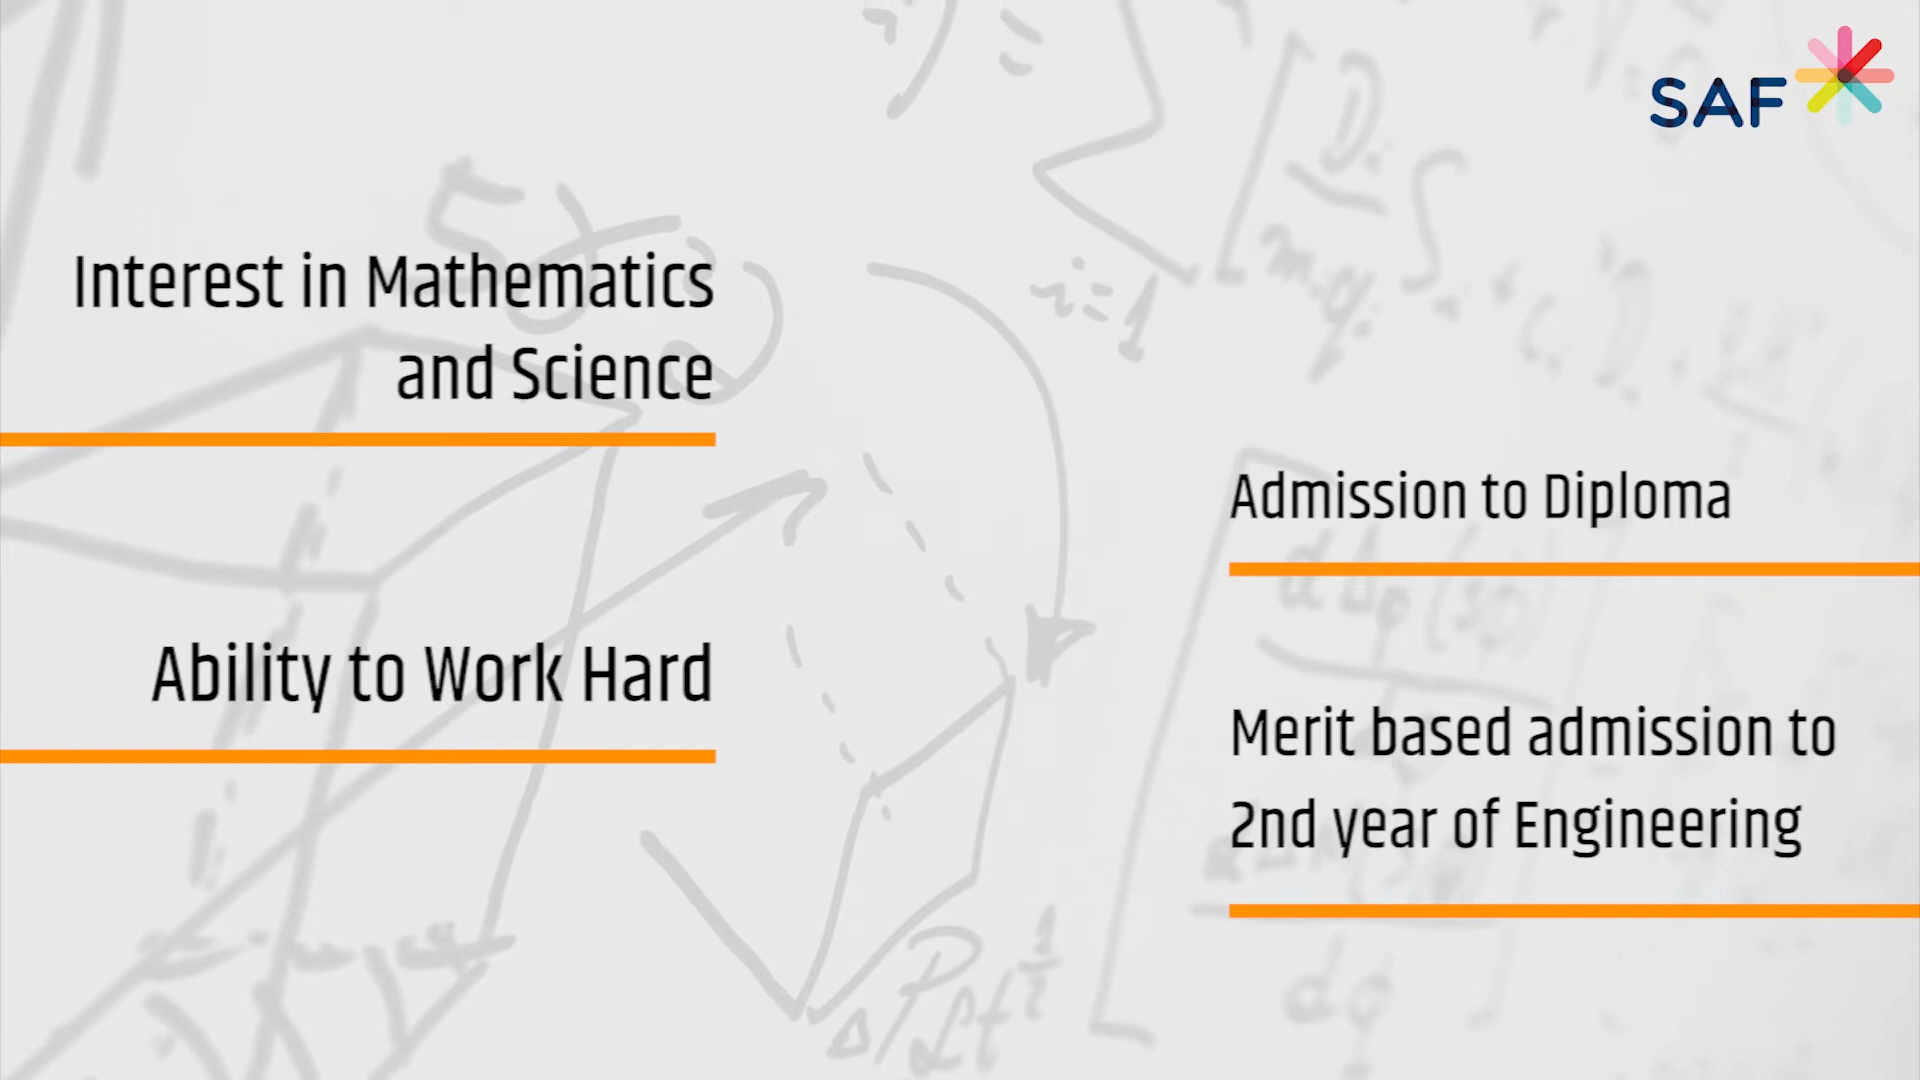 SAF
Interest in Mathematics
and Science
Ability to Work Hard
Admission to Diploma
Merit based admission to
2nd year of Engineering
i=1